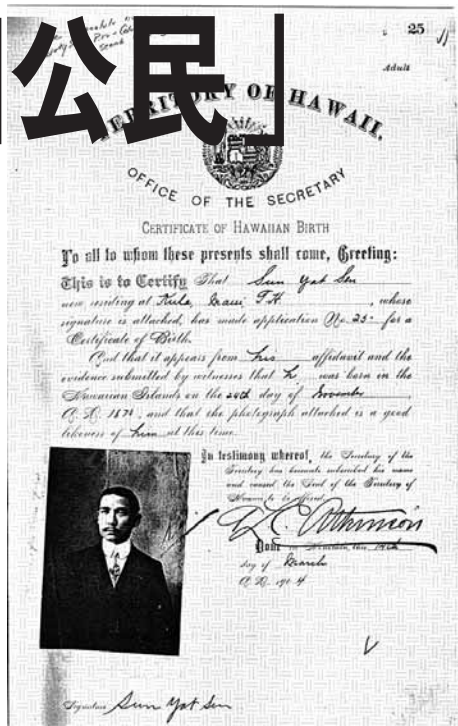 公民」
25
Adult
TERRITORY OF HAWAII.
OFFICE OF THE SECRETARY
CERTIFICATE OF HAWAIIAN BIRTH
To all to whom these presents shall come, Greeting:
This is to Certify That Sun Yat Sen
now residing at Kula, Maui T.H. , whose
signature is attached, has made application No. 25 for a
Certificate of Birth.
And that it appears from his affidavit and the
evidence submitted by witnesses that he was born in the
Hawaiian Islands on the 24th day of November
A.D. 1870, and that the photograph attached is a good
likeness of him at this time.
In testimony whereof, the Secretary of the
Territory has hereunto subscribed his name
and caused the Seal of the Secretary of
Hawaii to be affixed.
A. L. C. Atkinson
Done in Honolulu, this 14th
day of March
A.D. 1904
Signature Sun Yat Sen